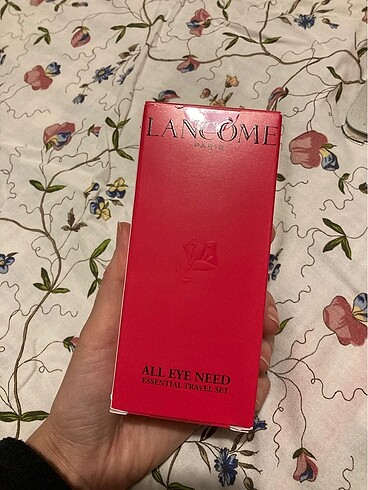 LANCÔME
PARIS
ALL EYE NEED
ESSENTIAL TRAVEL SET